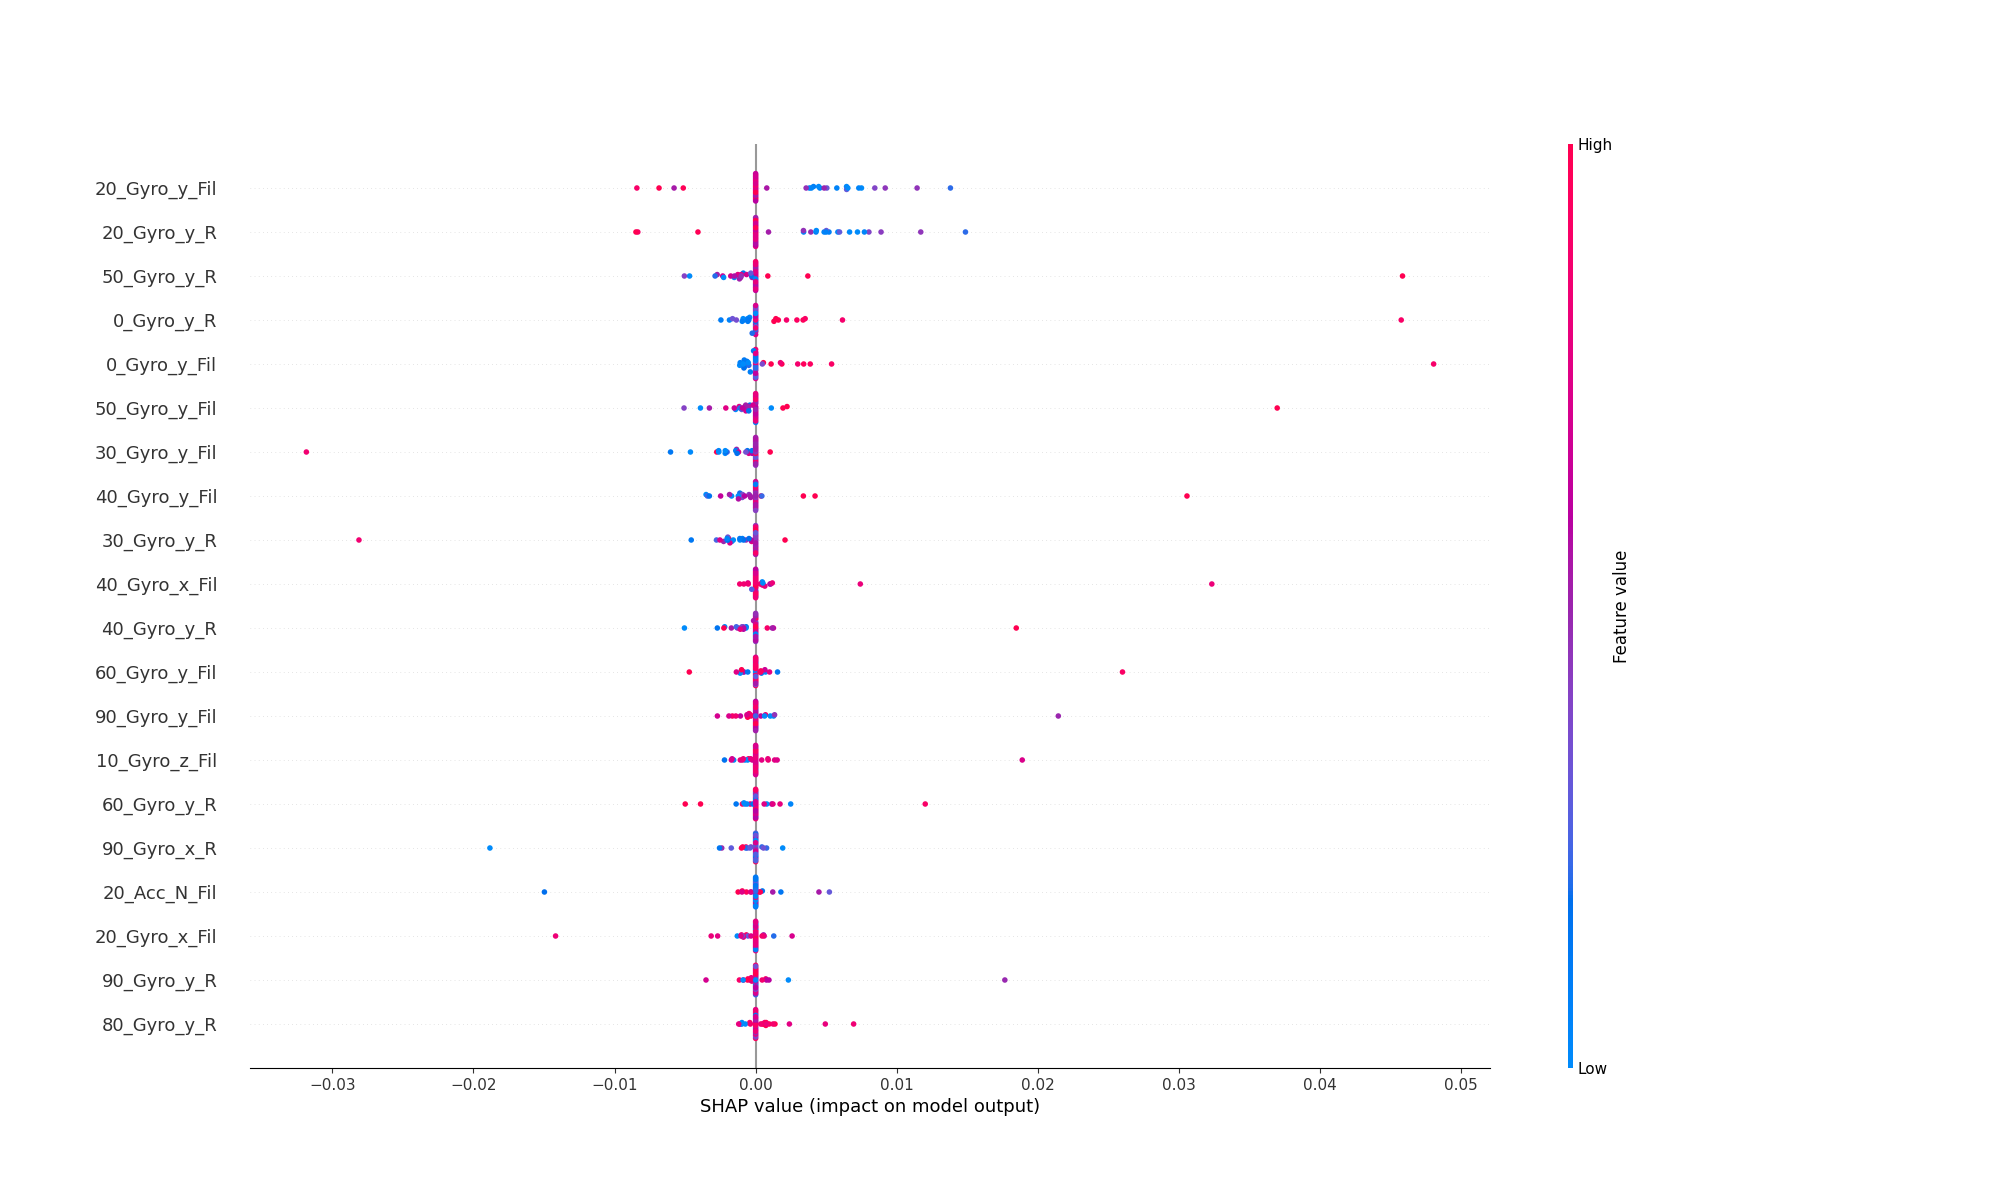 High
20_Gyro_y_Fil
20_Gyro_y_R
50_Gyro_y_R
0_Gyro_y_R
0_Gyro_y_Fil
50_Gyro_y_Fil
30_Gyro_y_Fil
40_Gyro_y_Fil
30_Gyro_y_R
40_Gyro_x_Fil
40_Gyro_y_R
60_Gyro_y_Fil
90_Gyro_y_Fil
10_Gyro_z_Fil
60_Gyro_y_R
90_Gyro_x_R
20_Acc_N_Fil
20_Gyro_x_Fil
90_Gyro_y_R
80_Gyro_y_R
Feature value
Low
−0.03 −0.02 −0.01 0.00 0.01 0.02 0.03 0.04 0.05
SHAP value (impact on model output)